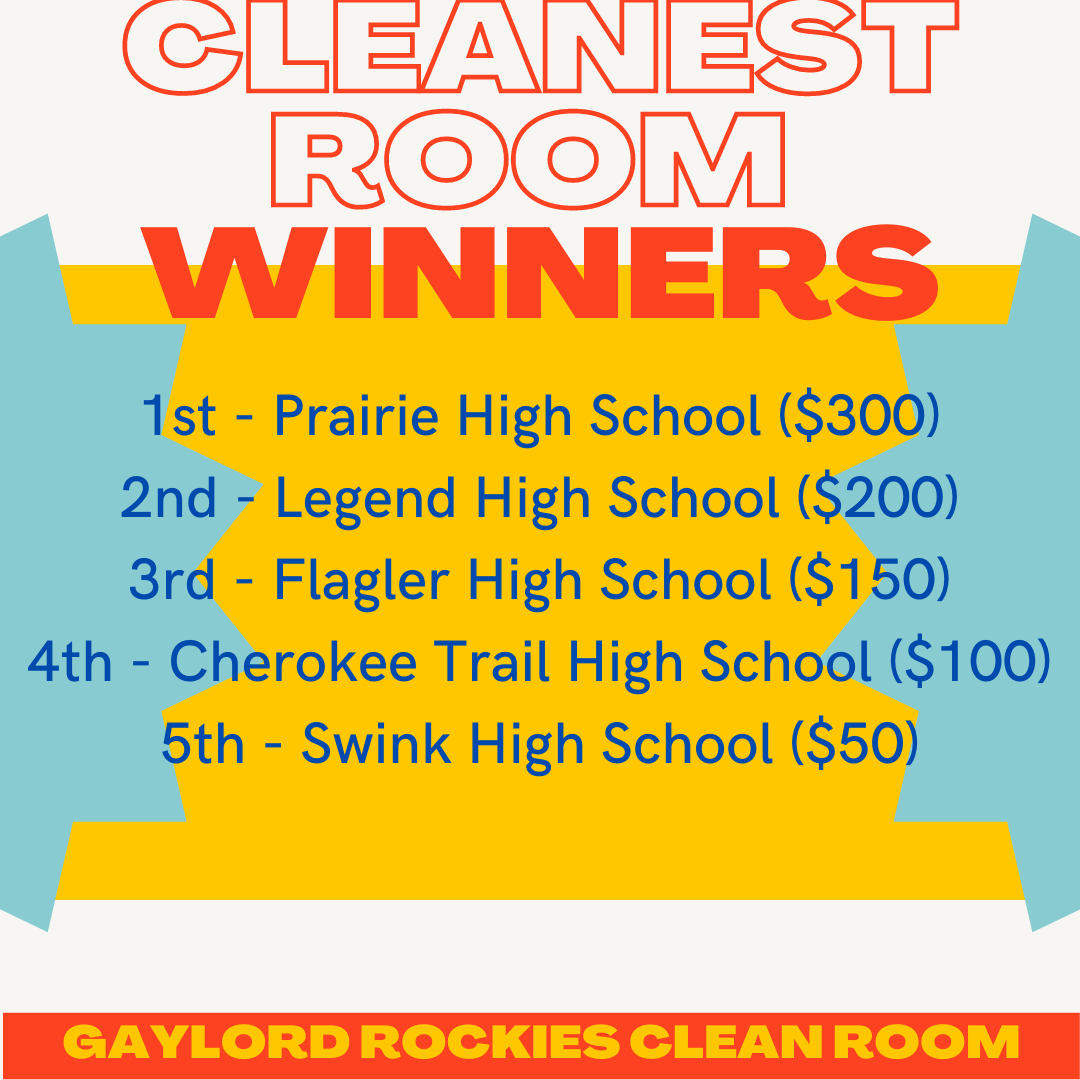 CLEANEST
ROOM
WINNERS
1st - Prairie High School ($300)
2nd - Legend High School ($200)
3rd - Flagler High School ($150)
4th - Cherokee Trail High School ($100)
5th - Swink High School ($50)
GAYLORD ROCKIES CLEAN ROOM